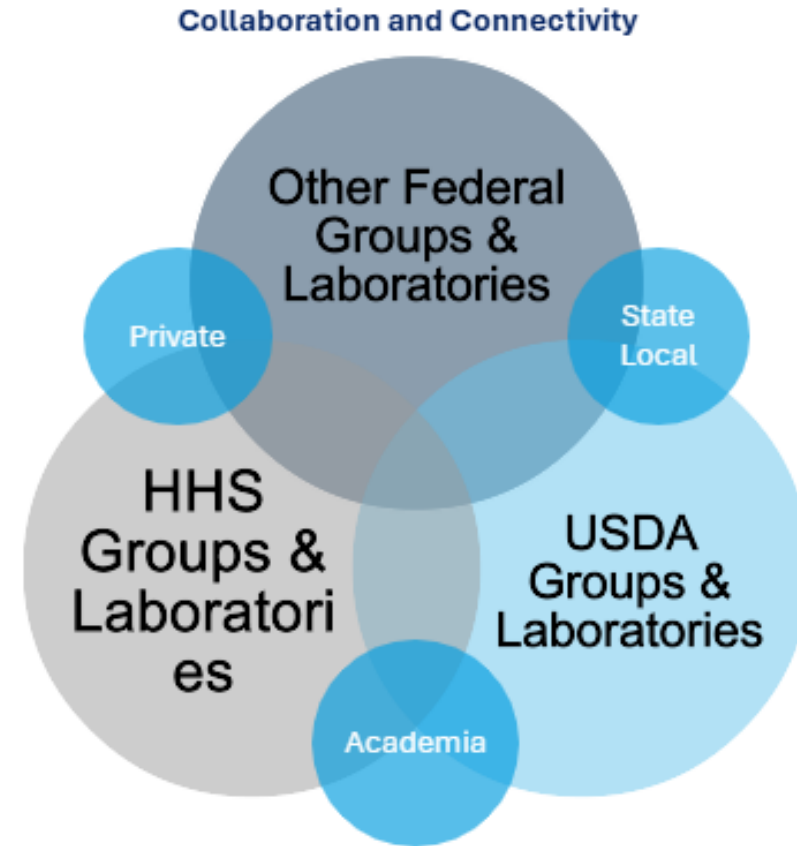 Collaboration and Connectivity
Other Federal
Groups &
Laboratories
Private
State
Local
HHS
Groups &
Laboratori
es
USDA
Groups &
Laboratories
Academia